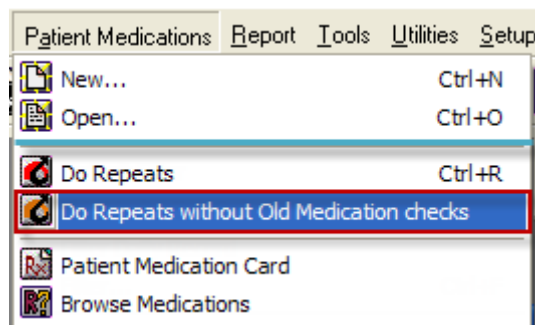 Patient Medications Report Tools Utilities Setup
New... Ctrl+N
Open... Ctrl+O
Do Repeats Ctrl+R
Do Repeats without Old Medication checks
Patient Medication Card
Browse Medications